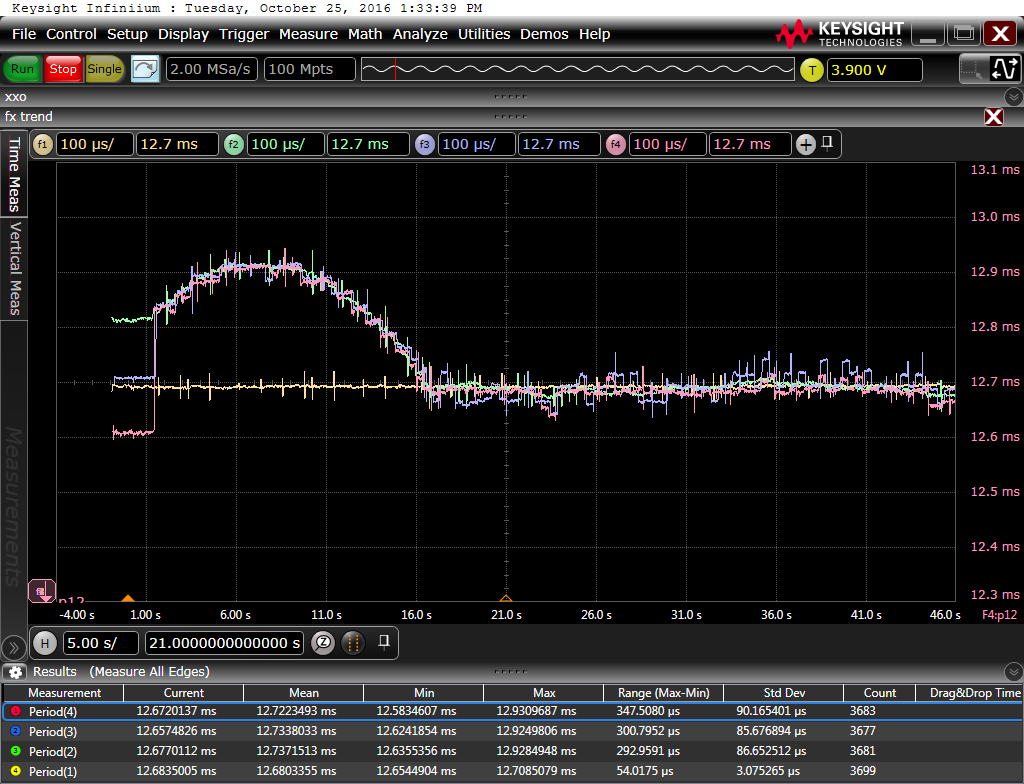 Keysight Infiniium : Tuesday, October 25, 2016 1:33:39 PM
File Control Setup Display Trigger Measure Math Analyze Utilities Demos Help
KEYSIGHT
TECHNOLOGIES
Run Stop Single 2.00 MSa/s 100 Mpts T 3.900 V
xxo
fx trend
f1 100 µs/ 12.7 ms f2 100 µs/ 12.7 ms f3 100 µs/ 12.7 ms f4 100 µs/ 12.7 ms
Time Meas
Vertical Meas
Measurements
13.1 ms
13.0 ms
12.9 ms
12.8 ms
12.7 ms
12.6 ms
12.5 ms
12.4 ms
12.3 ms
p12
-4.00 s 1.00 s 6.00 s 11.0 s 16.0 s 21.0 s 26.0 s 31.0 s 36.0 s 41.0 s 46.0 s F4:p12
H 5.00 s/ 21.0000000000000 s Z
Results (Measure All Edges)
Measurement Current Mean Min Max Range (Max-Min) Std Dev Count Drag&Drop Time
Period(4) 12.6720137 ms 12.7223493 ms 12.5834607 ms 12.9309687 ms 347.5080 µs 90.165401 µs 3683
Period(3) 12.6574826 ms 12.7338033 ms 12.6241854 ms 12.9249806 ms 300.7952 µs 85.676894 µs 3677
Period(2) 12.6770112 ms 12.7371513 ms 12.6355356 ms 12.9284948 ms 292.9591 µs 86.652512 µs 3681
Period(1) 12.6835005 ms 12.6803355 ms 12.6544904 ms 12.7085079 ms 54.0175 µs 3.075265 µs 3699